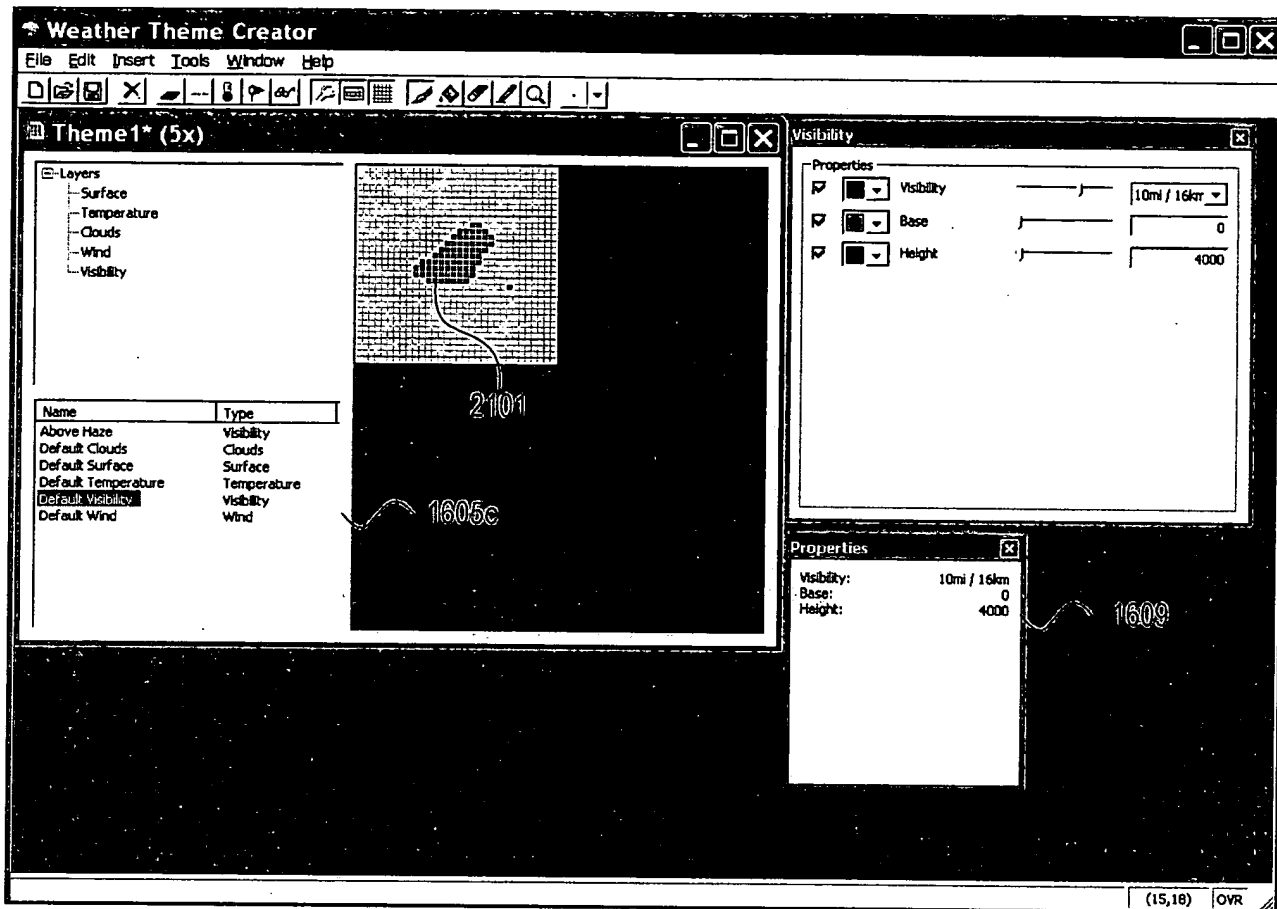 Weather Theme Creator
File Edit Insert Tools Window Help
Theme1* (5x)
Layers
Surface
Temperature
Clouds
Wind
Visibility
Name Type
Above Haze Visibility
Default Clouds Clouds
Default Surface Surface
Default Temperature Temperature
Default Visibility Visibility
Default Wind Wind
2101
1605c
Visibility
Properties
Visibility 10mi / 16km
Base 0
Height 4000
Properties
Visibility: 10mi / 16km
Base: 0
Height: 4000
1609
(15,18) OVR